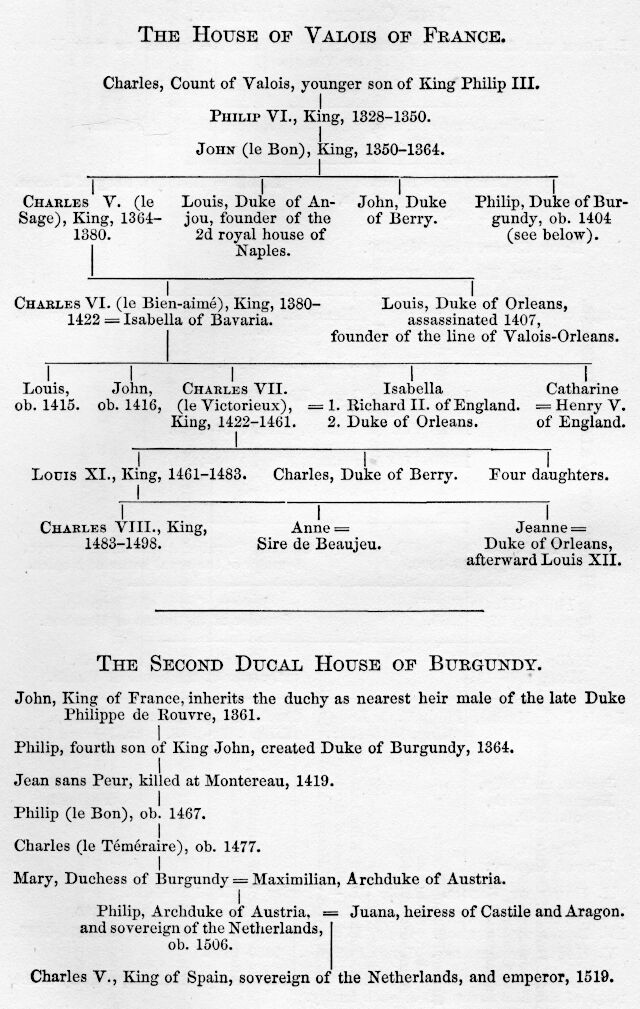 THE HOUSE OF VALOIS OF FRANCE.
Charles, Count of Valois, younger son of King Philip III.
PHILIP VI., King, 1328–1350.
JOHN (le Bon), King, 1350–1364.
CHARLES V. (le
Sage), King, 1364–
1380.
Louis, Duke of An-
jou, founder of the
2d royal house of
Naples.
John, Duke
of Berry.
Philip, Duke of Bur-
gundy, ob. 1404
(see below).
CHARLES VI. (le Bien-aimé), King, 1380–
1422 = Isabella of Bavaria.
Louis, Duke of Orleans,
assassinated 1407,
founder of the line of Valois-Orleans.
Louis,
ob. 1415.
John,
ob. 1416,
CHARLES VII.
(le Victorieux),
King, 1422–1461.
Isabella
= 1. Richard II. of England.
2. Duke of Orleans.
Catharine
= Henry V.
of England.
LOUIS XI., King, 1461–1483.
Charles, Duke of Berry.
Four daughters.
CHARLES VIII., King,
1483–1498.
Anne =
Sire de Beaujeu.
Jeanne =
Duke of Orleans,
afterward Louis XII.
THE SECOND DUCAL HOUSE OF BURGUNDY.
John, King of France, inherits the duchy as nearest heir male of the late Duke
Philippe de Rouvre, 1361.
Philip, fourth son of King John, created Duke of Burgundy, 1364.
Jean sans Peur, killed at Montereau, 1419.
Philip (le Bon), ob. 1467.
Charles (le Téméraire), ob. 1477.
Mary, Duchess of Burgundy = Maximilian, Archduke of Austria.
Philip, Archduke of Austria, = Juana, heiress of Castile and Aragon.
and sovereign of the Netherlands,
ob. 1506.
Charles V., King of Spain, sovereign of the Netherlands, and emperor, 1519.